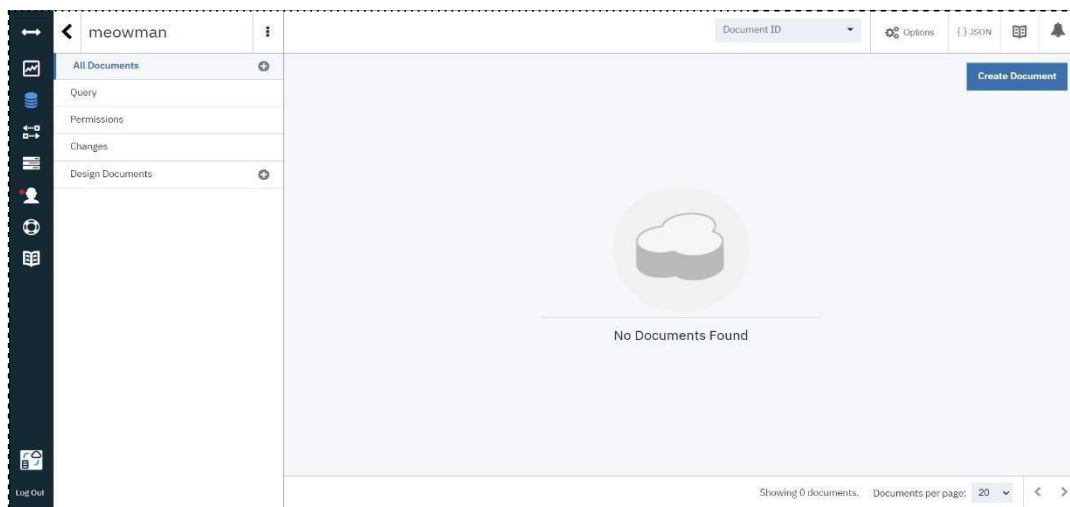 meowman
Document ID
Options
{ } JSON
All Documents
Create Document
Query
Permissions
Changes
Design Documents
No Documents Found
Log Out
Showing 0 documents. Documents per page: 20